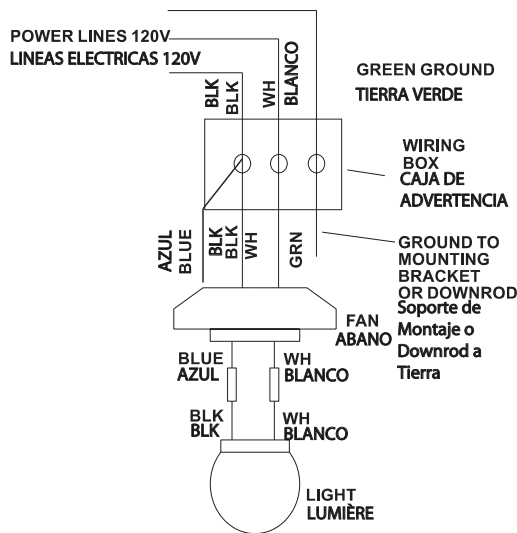 POWER LINES 120V
LINEAS ELECTRICAS 120V
BLK
BLK
WH
BLANCO
GREEN GROUND
TIERRA VERDE
WIRING
BOX
CAJA DE
ADVERTENCIA
AZUL
BLUE
BLK
BLK
WH
GRN
GROUND TO
MOUNTING
BRACKET
OR DOWNROD
Soporte de
Montaje o
Downrod a
Tierra
FAN
ABANO
BLUE
AZUL
WH
BLANCO
BLK
BLK
WH
BLANCO
LIGHT
LUMIÈRE